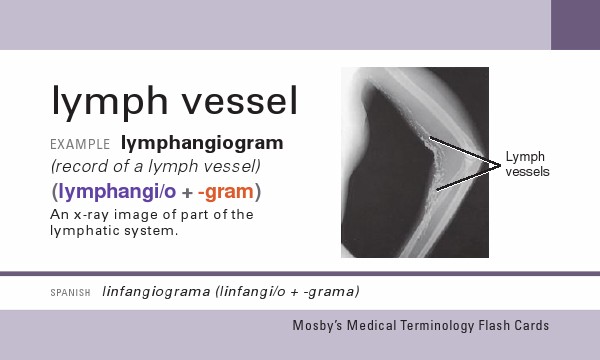 lymph vessel
EXAMPLE lymphangiogram
(record of a lymph vessel)
(lymphangi/o + -gram)
An x-ray image of part of the
lymphatic system.
Lymph
vessels
SPANISH linfangiograma (linfangi/o + -grama)
Mosby's Medical Terminology Flash Cards